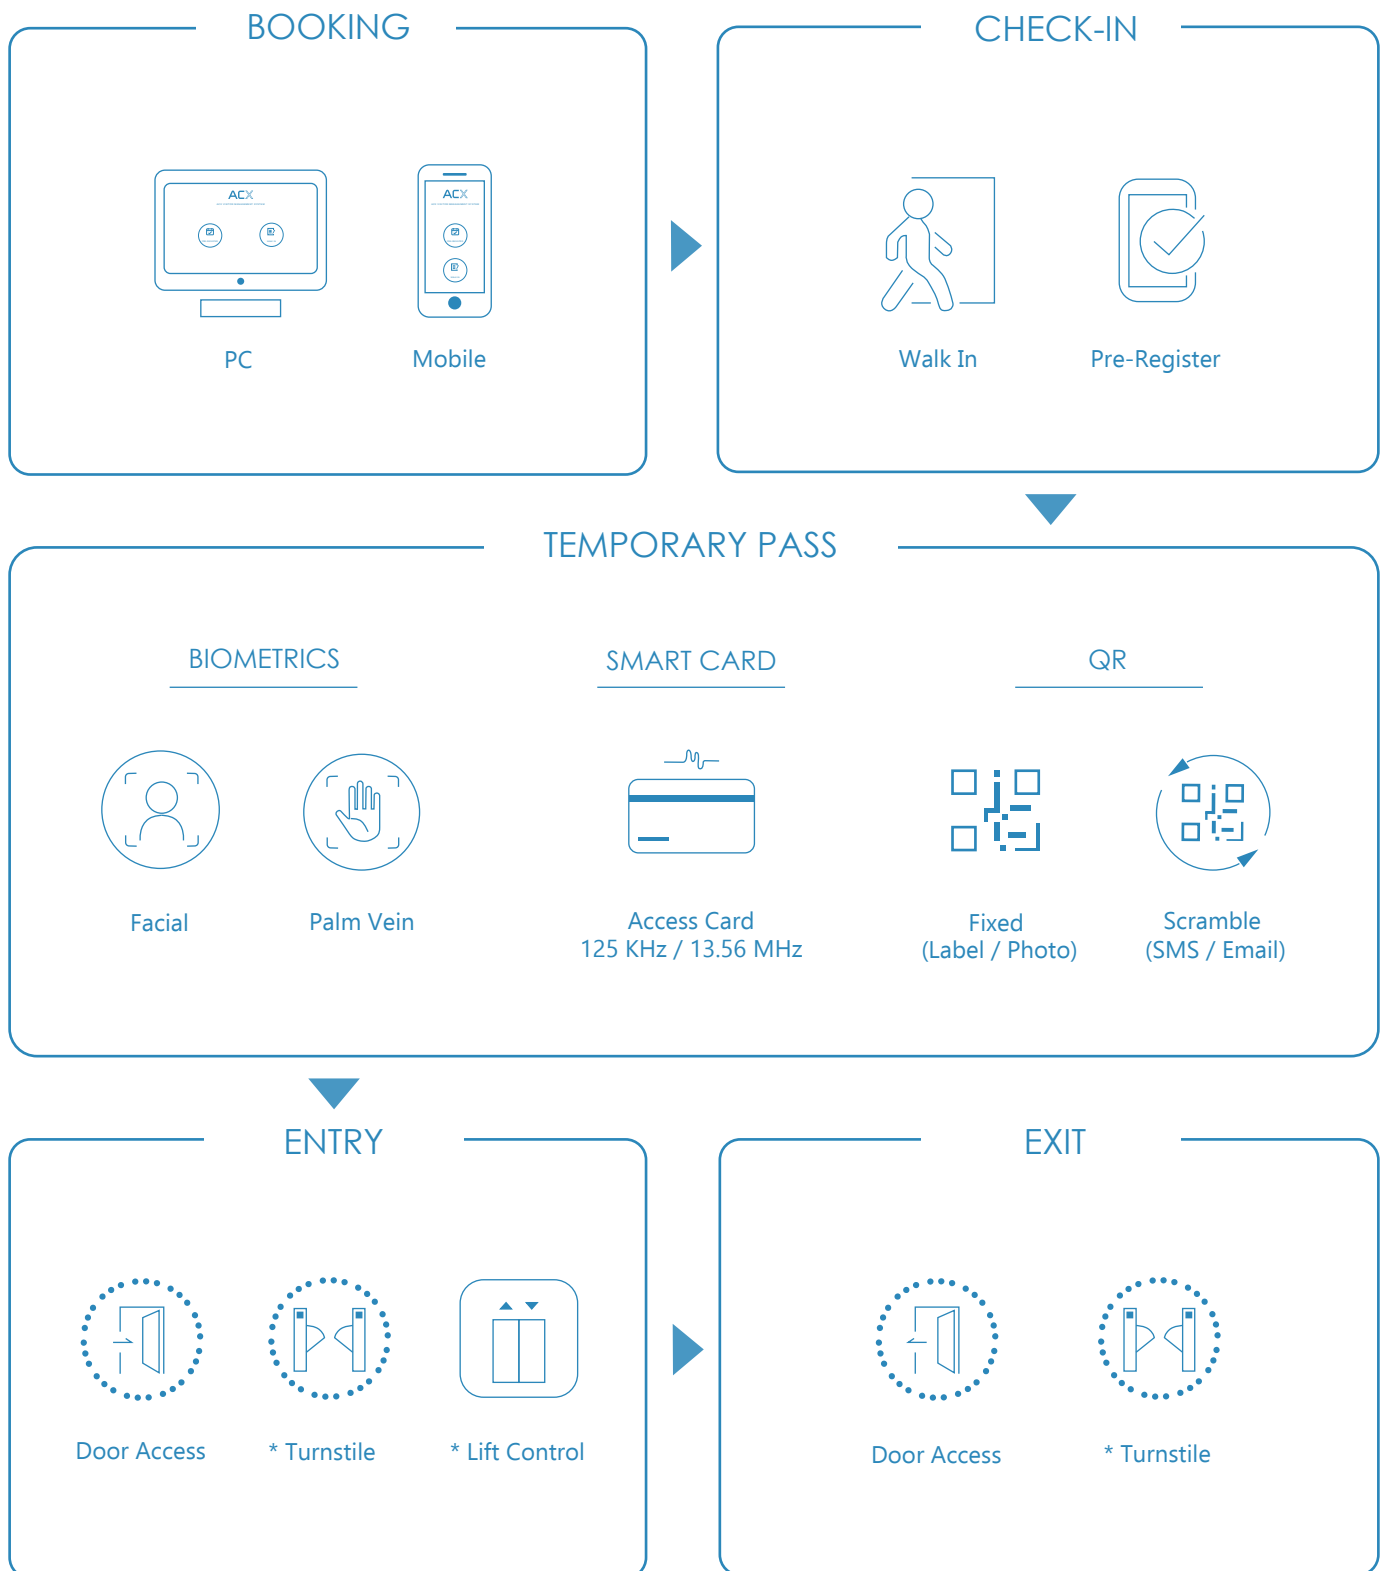 BOOKING
CHECK-IN
ACX
ACX
PC
Mobile
Walk In
Pre-Register
TEMPORARY PASS
BIOMETRICS
SMART CARD
QR
Facial
Palm Vein
Access Card
125 KHz / 13.56 MHz
Fixed
(Label / Photo)
Scramble
(SMS / Email)
ENTRY
EXIT
Door Access
* Turnstile
* Lift Control
Door Access
* Turnstile